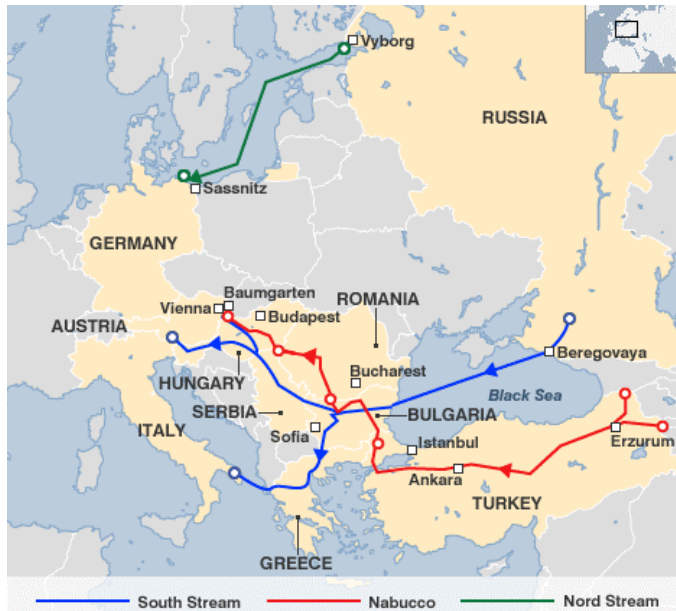 Vyborg
RUSSIA
Sassnitz
GERMANY
Baumgarten
Vienna
Budapest
ROMANIA
AUSTRIA
Beregovaya
Bucharest
HUNGARY
Black Sea
SERBIA
BULGARIA
ITALY
Sofia
Istanbul
Erzurum
Ankara
TURKEY
GREECE
South Stream
Nabucco
Nord Stream